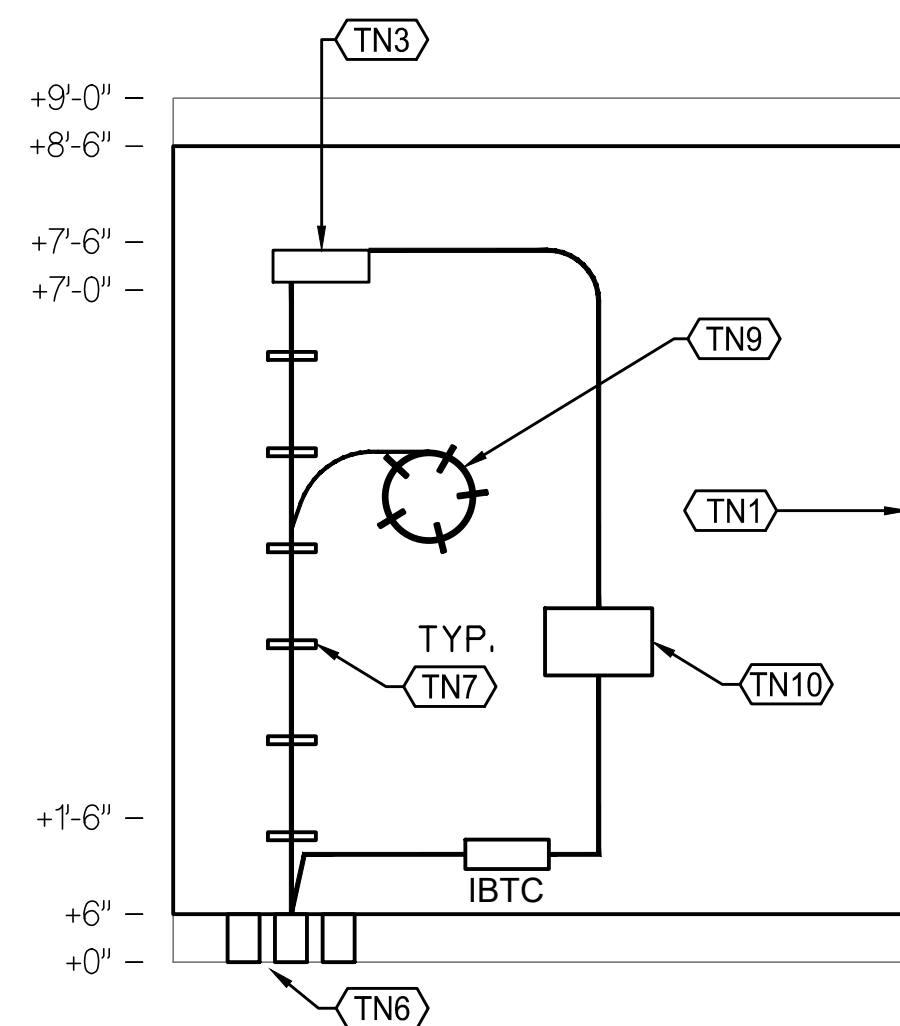 TN3
+9'-0"
+8'-6"
+7'-6"
+7'-0"
TN9
TN1
TYP.
TN7
TN10
+1'-6"
IBTC
+6"
+0"
TN6